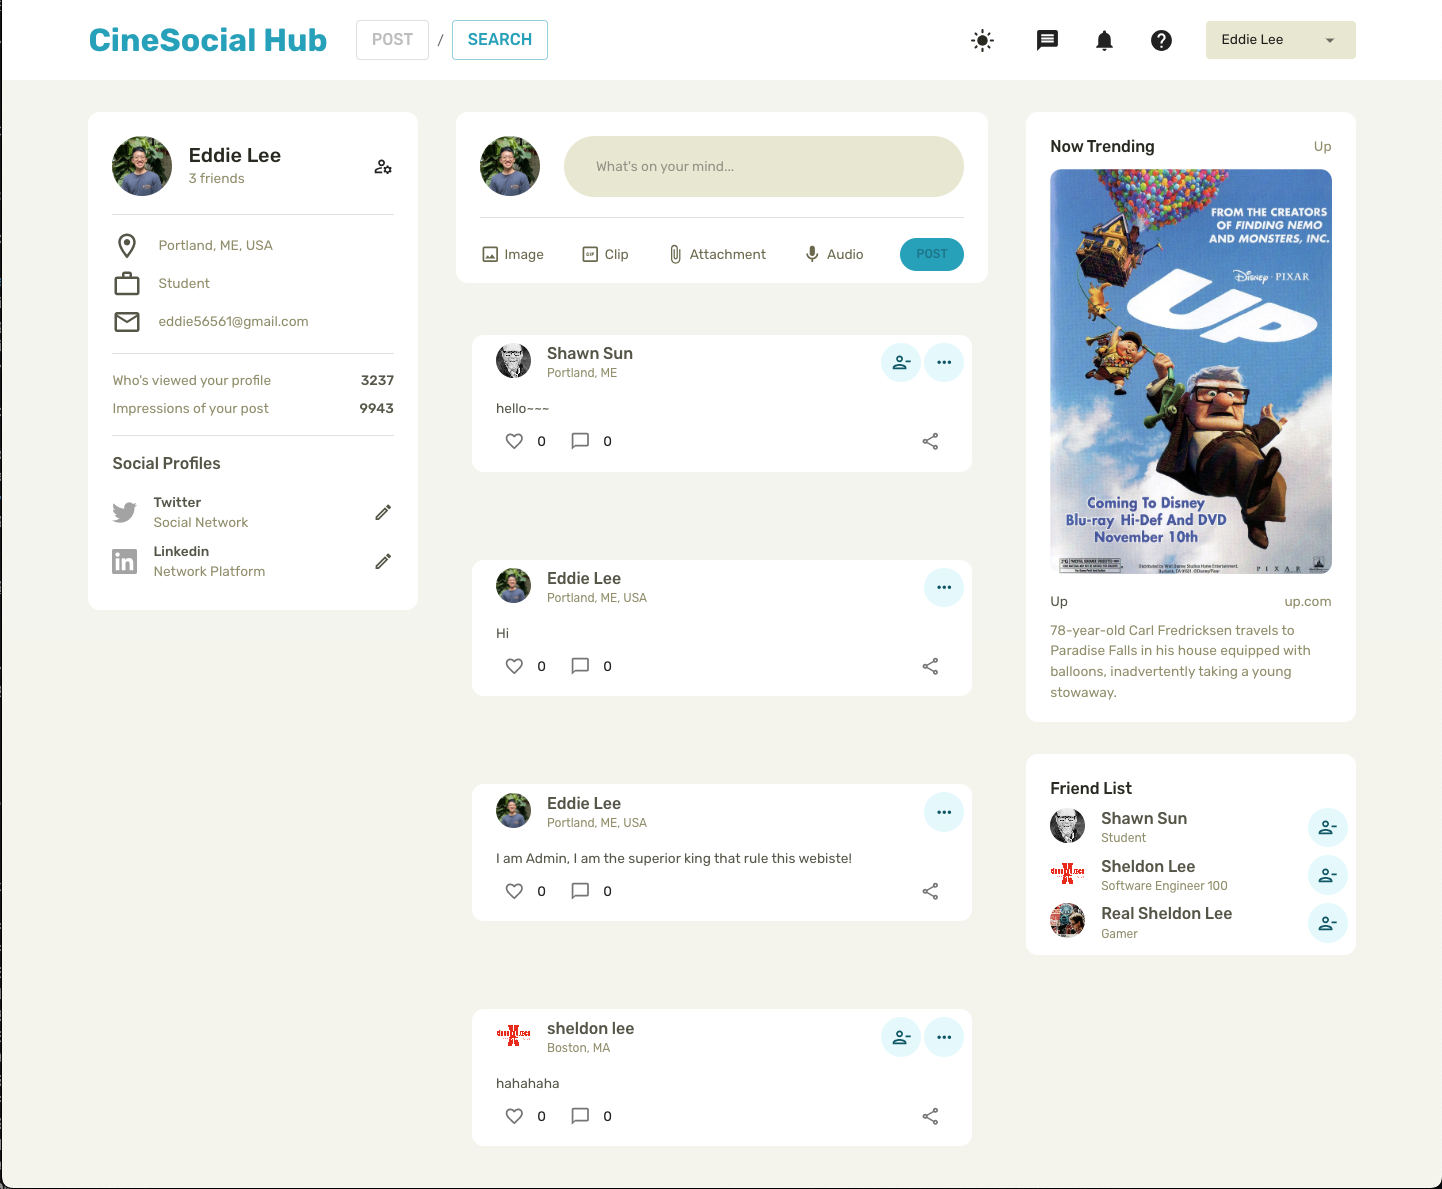 CineSocial Hub
POST / SEARCH
Eddie Lee
Eddie Lee
3 friends
Portland, ME, USA
Student
eddie56561@gmail.com
Who's viewed your profile 3237
Impressions of your post 9943
Social Profiles
Twitter
Social Network
Linkedin
Network Platform
What's on your mind...
Image
GIF
Clip
Attachment
Audio
POST
Shawn Sun
Portland, ME
hello~~~
0 0
Eddie Lee
Portland, ME, USA
Hi
0 0
Eddie Lee
Portland, ME, USA
I am Admin, I am the superior king that rule this webiste!
0 0
sheldon lee
Boston, MA
hahahaha
0 0
Now Trending Up
FROM THE CREATORS
OF FINDING NEMO
AND MONSTERS, INC.
Disney · PIXAR
UP
Coming To Disney
Blu-ray Hi-Def And DVD
November 10th
PIXAR
Up up.com
78-year-old Carl Fredricksen travels to
Paradise Falls in his house equipped with
balloons, inadvertently taking a young
stowaway.
Friend List
Shawn Sun
Student
Sheldon Lee
Software Engineer 100
Real Sheldon Lee
Gamer